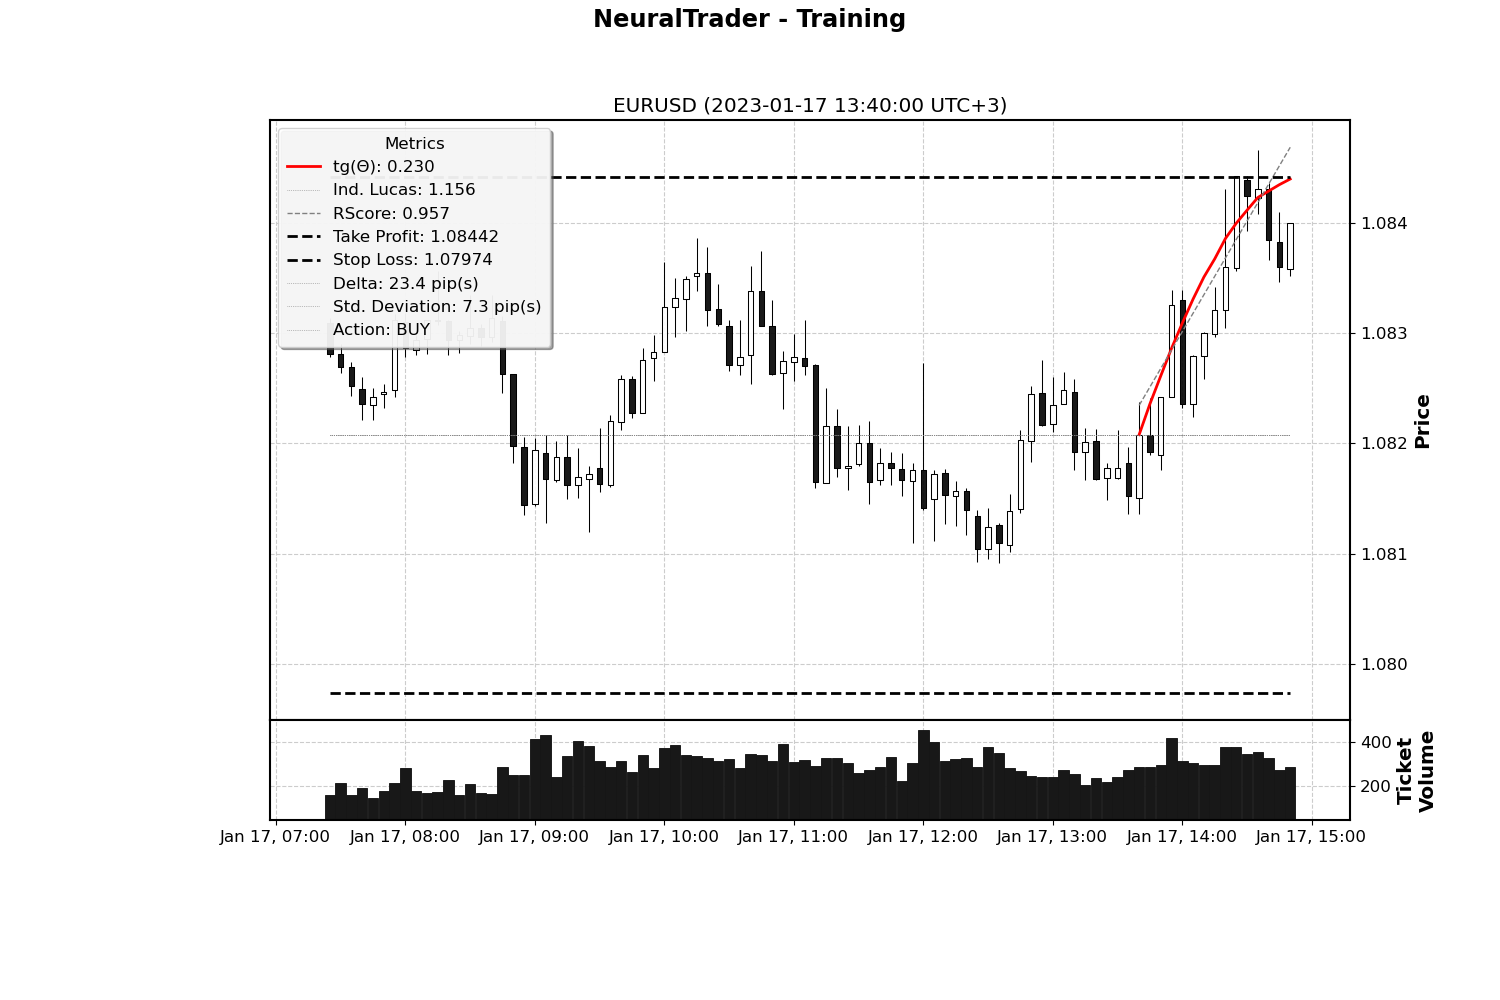 NeuralTrader - Training
EURUSD (2023-01-17 13:40:00 UTC+3)
Metrics
tg(Θ): 0.230
Ind. Lucas: 1.156
RScore: 0.957
Take Profit: 1.08442
Stop Loss: 1.07974
Delta: 23.4 pip(s)
Std. Deviation: 7.3 pip(s)
Action: BUY
1.084
1.083
1.082
1.081
1.080
Price
400
200
Ticket
Volume
Jan 17, 07:00
Jan 17, 08:00
Jan 17, 09:00
Jan 17, 10:00
Jan 17, 11:00
Jan 17, 12:00
Jan 17, 13:00
Jan 17, 14:00
Jan 17, 15:00